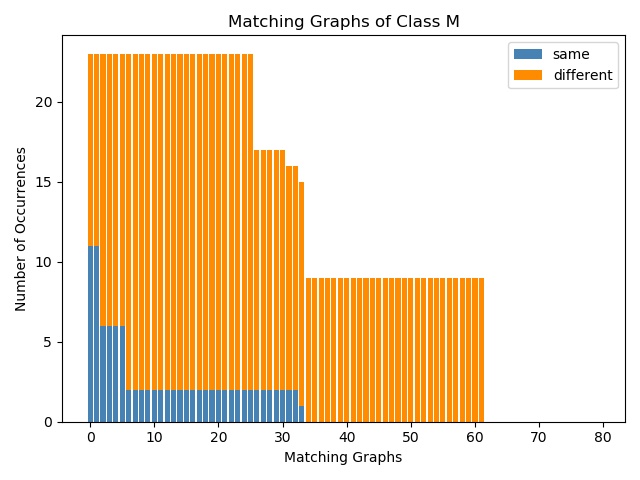 Matching Graphs of Class M
same
different
Number of Occurrences
20
15
10
5
0
0 10 20 30 40 50 60 70 80
Matching Graphs